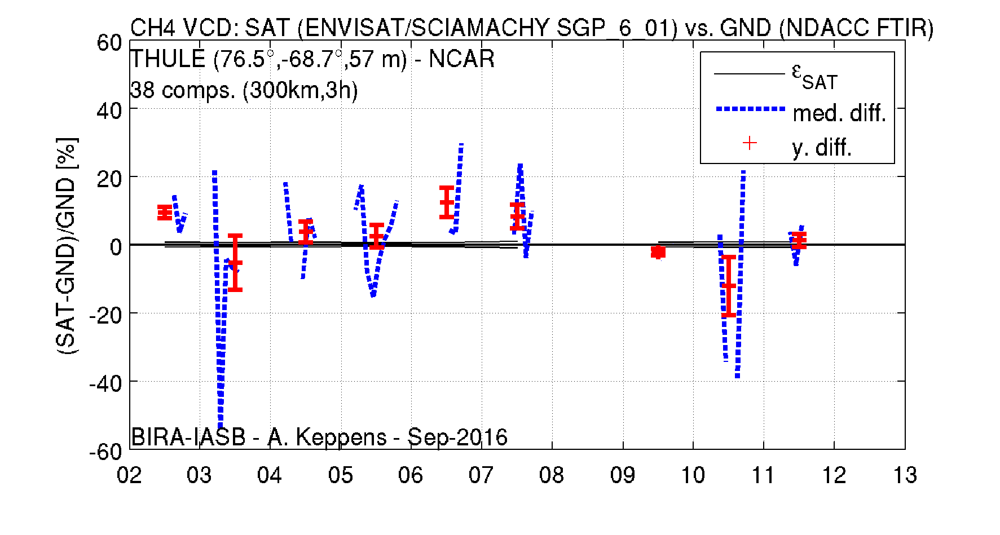 CH4 VCD: SAT (ENVISAT/SCIAMACHY SGP_6_01) vs. GND (NDACC FTIR)
THULE (76.5°,-68.7°,57 m) - NCAR
38 comps. (300km,3h)
εSAT
med. diff.
y. diff.
(SAT-GND)/GND [%]
60
40
20
0
-20
-40
-60
BIRA-IASB - A. Keppens - Sep-2016
02 03 04 05 06 07 08 09 10 11 12 13